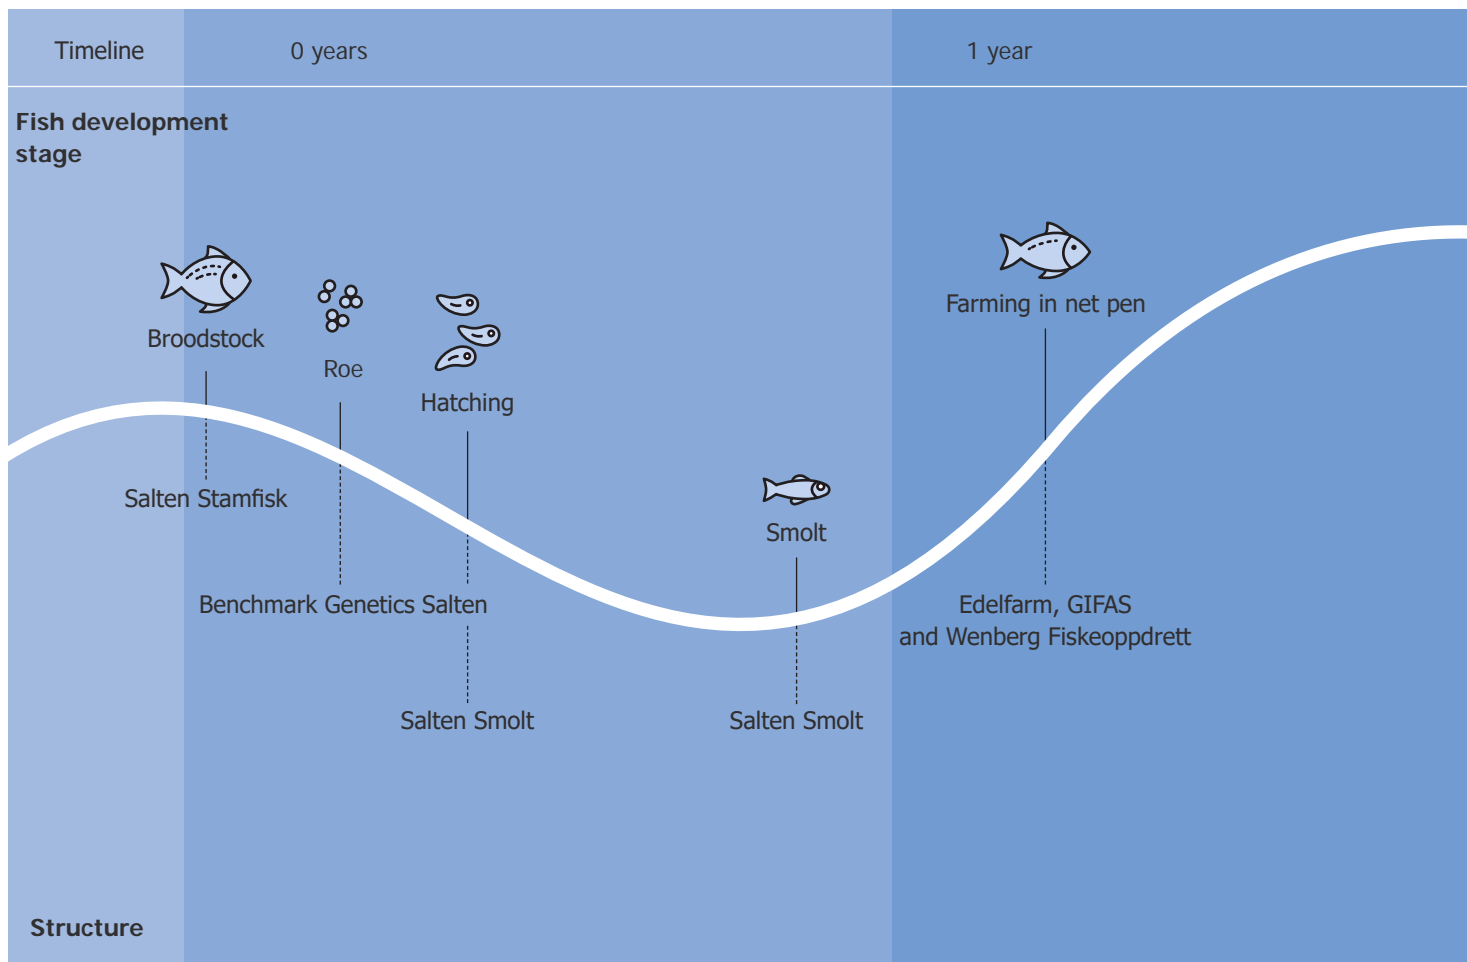 Timeline
0 years
1 year
Fish development
stage
Broodstock
Roe
Hatching
Smolt
Farming in net pen
Salten Stamfisk
Benchmark Genetics Salten
Salten Smolt
Salten Smolt
Edelfarm, GIFAS
and Wenberg Fiskeoppdrett
Structure